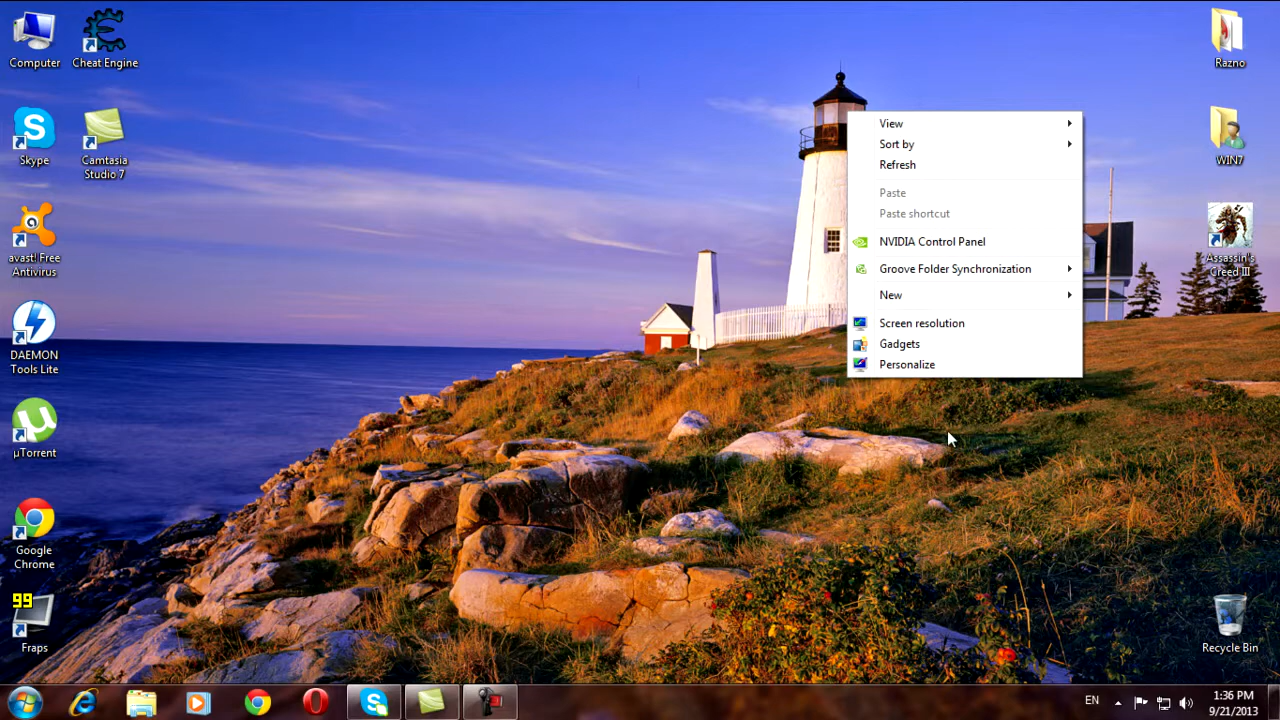 Computer
Cheat Engine
Skype
Camtasia
Studio 7
avast! Free
Antivirus
DAEMON
Tools Lite
µTorrent
Google
Chrome
99
Fraps
View
Sort by
Refresh
Paste
Paste shortcut
NVIDIA Control Panel
Groove Folder Synchronization
New
Screen resolution
Gadgets
Personalize
Razno
WIN7
Assassin's
Creed III
Recycle Bin
EN
1:36 PM
9/21/2013